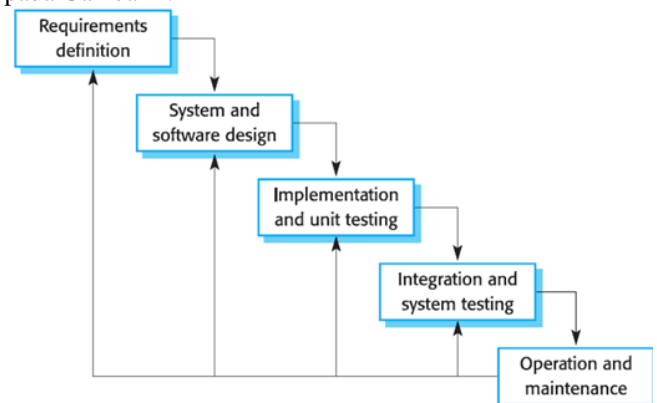 Requirements
definition
System and
software design
Implementation
and unit testing
Integration and
system testing
Operation and
maintenance